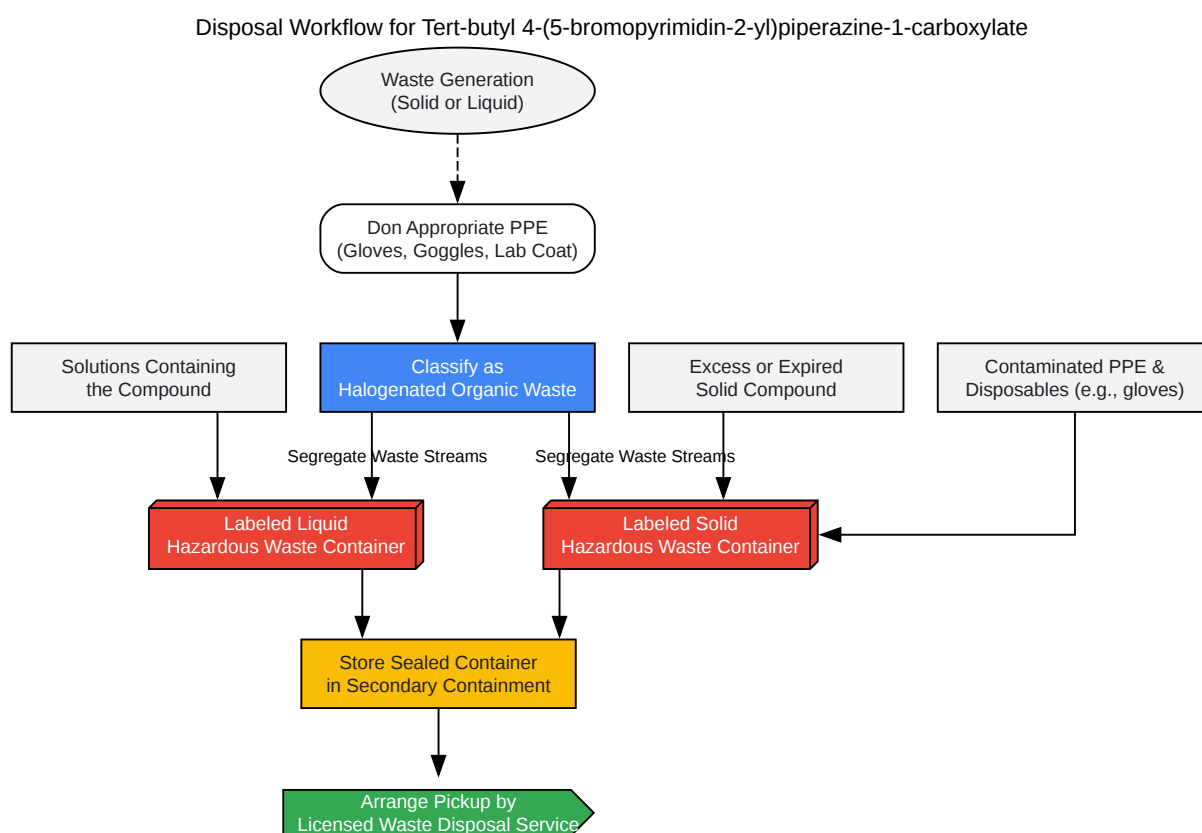 Disposal Workflow for Tert-butyl 4-(5-bromopyrimidin-2-yl)piperazine-1-carboxylate
Waste Generation
(Solid or Liquid)
Don Appropriate PPE
(Gloves, Goggles, Lab Coat)
Solutions Containing
the Compound
Classify as
Halogenated Organic Waste
Excess or Expired
Solid Compound
Contaminated PPE &
Disposables (e.g., gloves)
Segregate Waste Streams
Segregate Waste Streams
Labeled Liquid
Hazardous Waste Container
Labeled Solid
Hazardous Waste Container
Store Sealed Container
in Secondary Containment
Arrange Pickup by
Licensed Waste Disposal Service